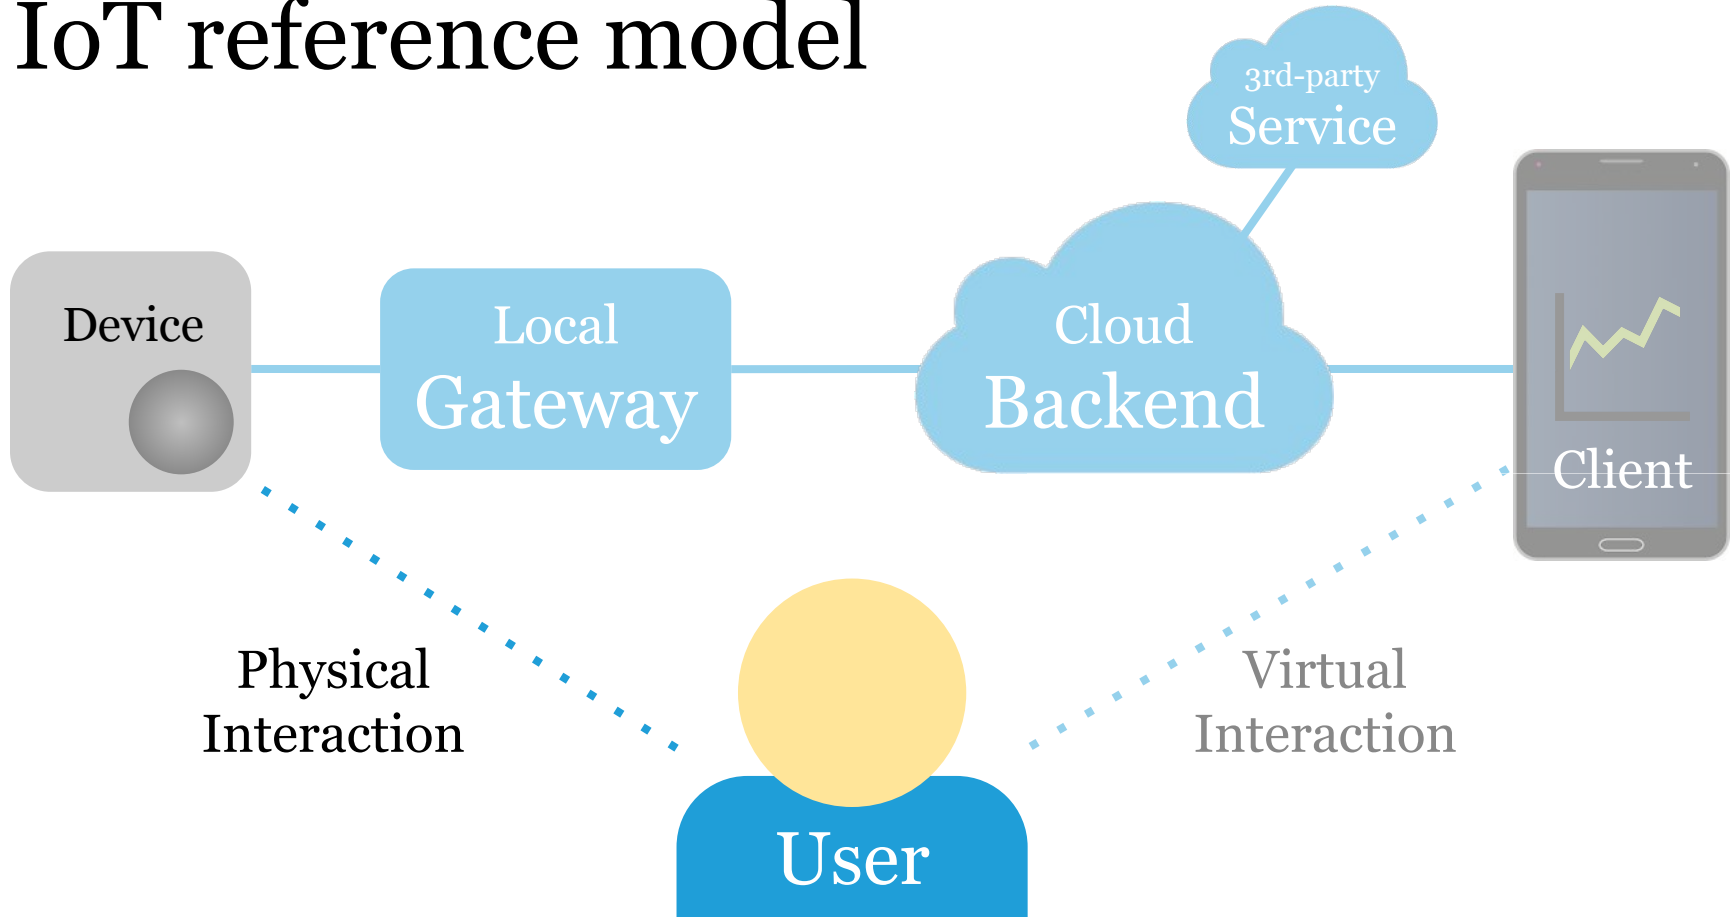 IoT reference model
3rd-party
Service
Device
Local
Gateway
Cloud
Backend
Client
Physical
Interaction
Virtual
Interaction
User